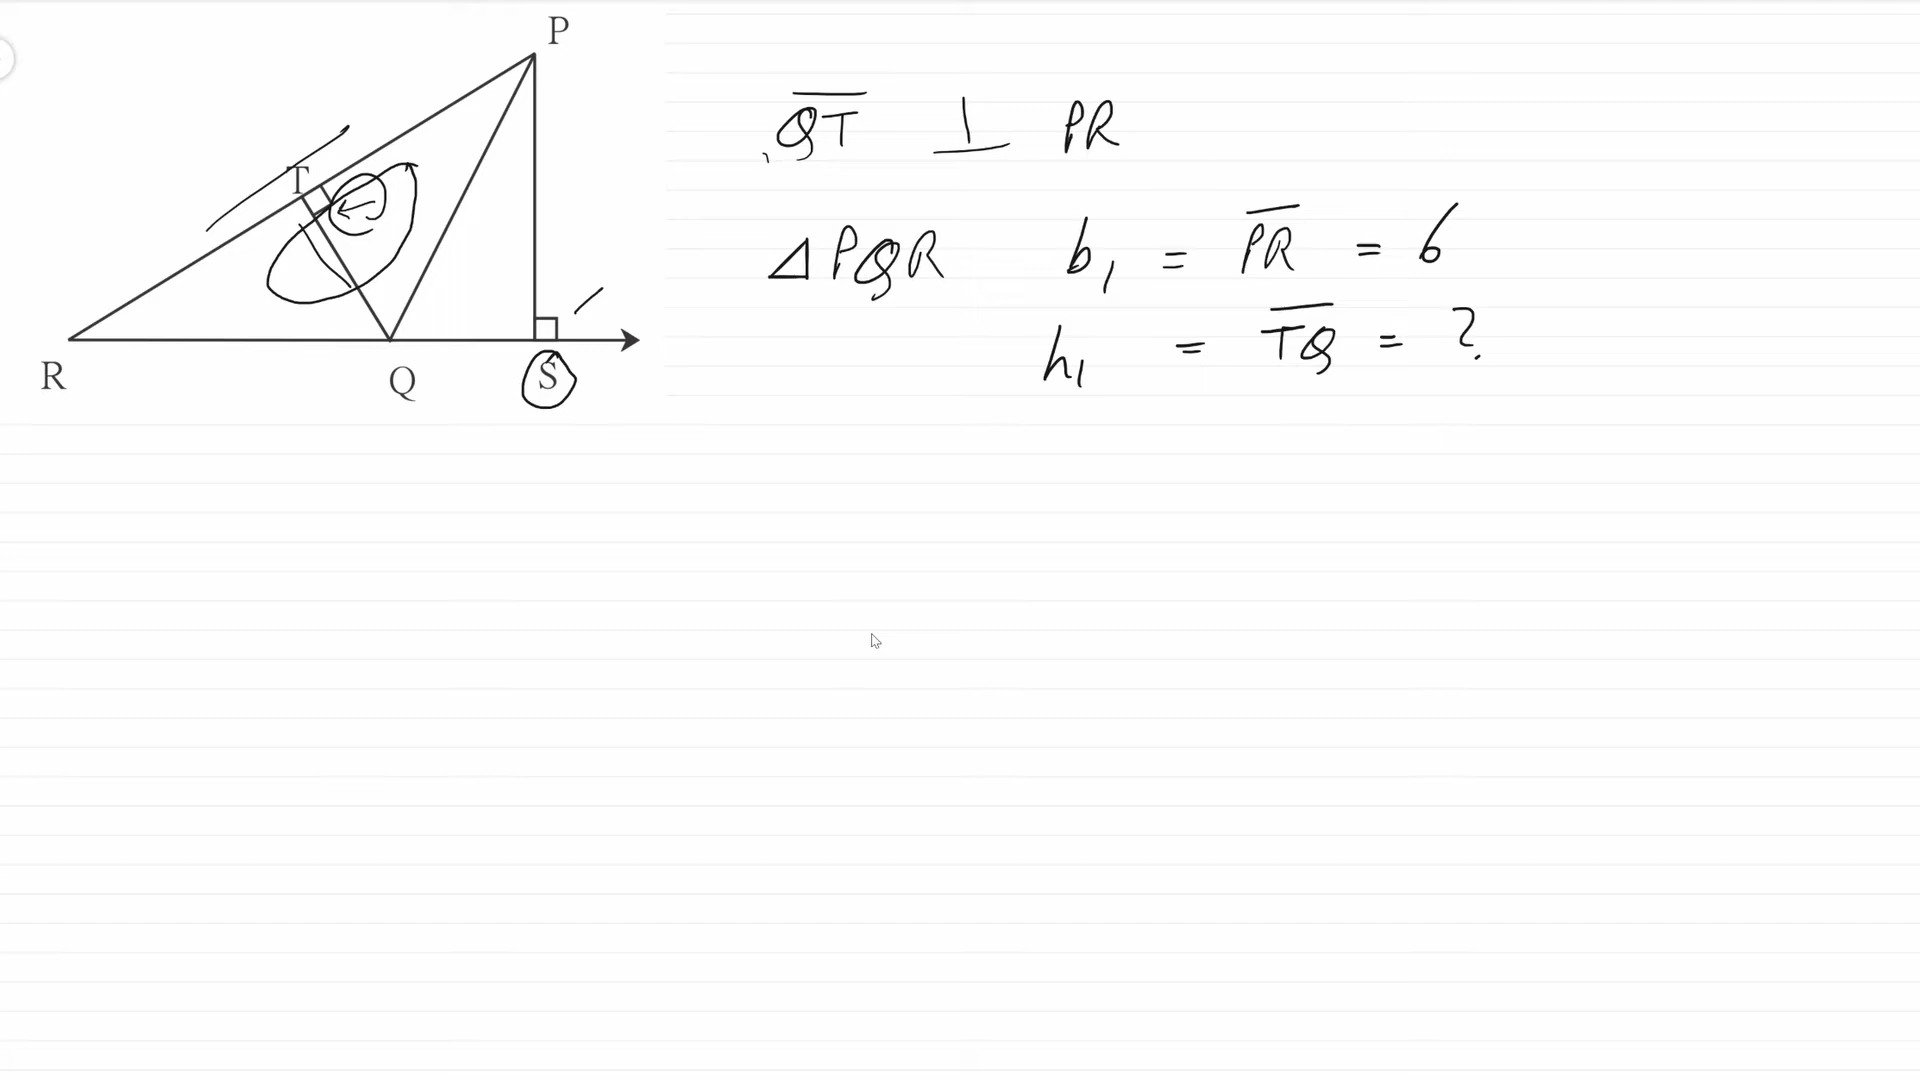 P
T
R
Q
S
QT ⊥ PR
△PQR b₁ = PR = 6
h₁ = TQ = ?